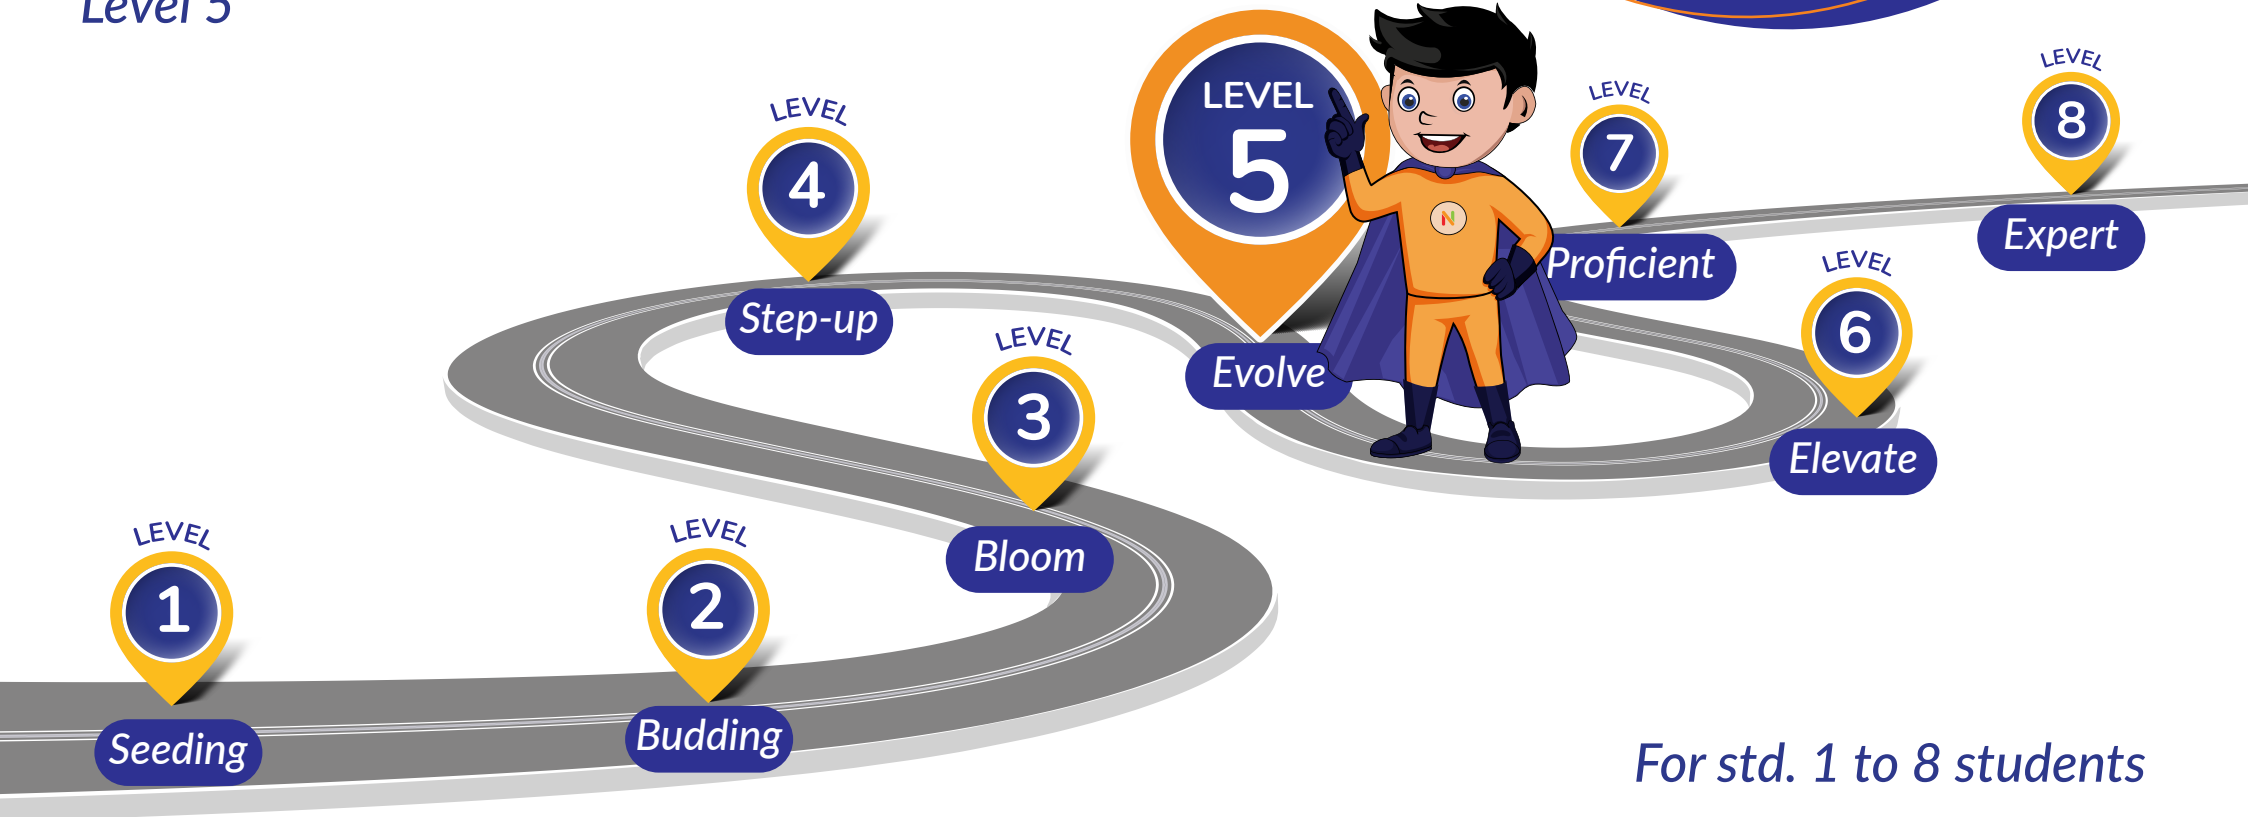 Level 5
LEVEL
1
Seeding
LEVEL
2
Budding
LEVEL
3
Bloom
LEVEL
4
Step-up
LEVEL
5
Evolve
N
LEVEL
6
Elevate
LEVEL
7
Proficient
LEVEL
8
Expert
For std. 1 to 8 students